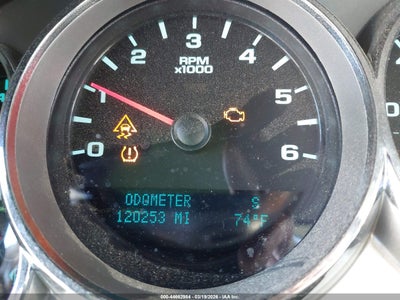 3
2
4
RPM
x1000
1
5
0
6
ODOMETER S
120253 MI 74°F
000-44602984 - 03/19/2026 - IAA Inc.